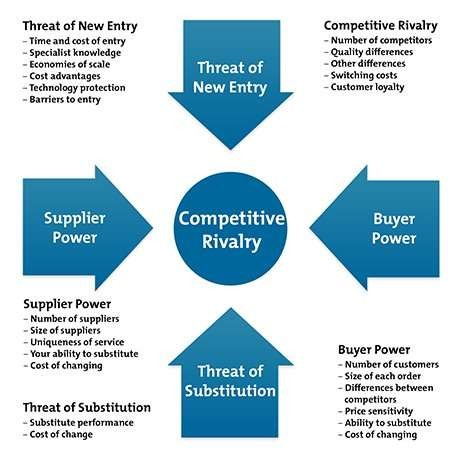 Threat of New Entry
– Time and cost of entry
– Specialist knowledge
– Economies of scale
– Cost advantages
– Technology protection
– Barriers to entry
Threat of
New Entry
Competitive Rivalry
– Number of competitors
– Quality differences
– Other differences
– Switching costs
– Customer loyalty
Supplier
Power
Competitive
Rivalry
Buyer
Power
Supplier Power
– Number of suppliers
– Size of suppliers
– Uniqueness of service
– Your ability to substitute
– Cost of changing
Threat of Substitution
– Substitute performance
– Cost of change
Threat of
Substitution
Buyer Power
– Number of customers
– Size of each order
– Differences between
competitors
– Price sensitivity
– Ability to substitute
– Cost of changing